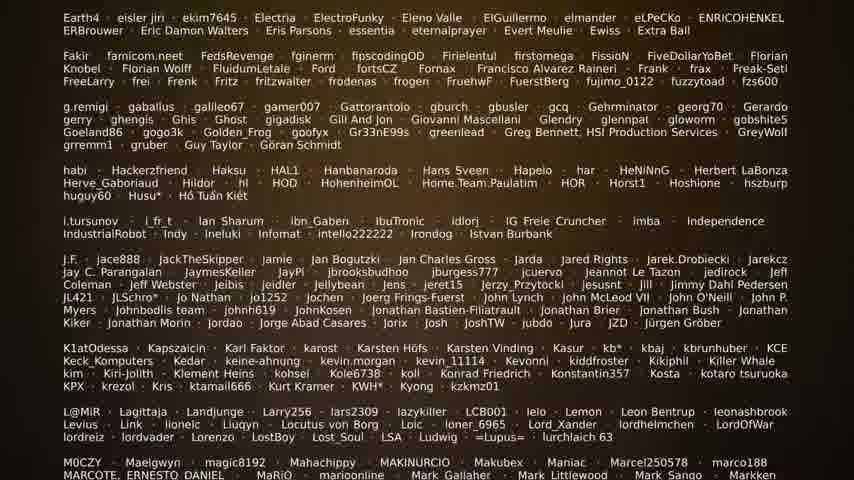 Earth4 · eisler jiri · ekim7645 · Electria · ElectroFunky · Eleno Valle · ElGuillermo · elmander · eLPeCKo · ENRICOHENKEL
ERBrouwer · Eric Damon Walters · Eris Parsons · essentia · eternalprayer · Evert Meulie · Ewiss · Extra Ball
Fakir · famicom.neet · FedsRevenge · fginerm · fipscodingOD · Firielentul · firstomega · FissioN · FiveDollarYoBet · Florian
Knobel · Florian Wolff · FluidumLetale · Ford · fortsCZ · Fornax · Francisco Alvarez Raineri · Frank · frax · Freak-Seti
FreeLarry · frei · Frenk · Fritz · fritzwalter · frodenas · frogen · FruehwF · FuerstBerg · fujimo_0122 · fuzzytoad · fzs600
g.remigi · gaballus · galileo67 · gamer007 · Gattorantolo · gburch · gbusler · gcq · Gehrminator · georg70 · Gerardo
gerry · ghengis · Ghis · Ghost · gigadisk · Gill And Jon · Giovanni Mascellani · Glendry · glennpat · gloworm · gobshite5
Goeland86 · gogo3k · Golden_Frog · goofyx · Gr33nE99s · greenlead · Greg Bennett, HSI Production Services · GreyWolf
grremm1 · gruber · Guy Taylor · Göran Schmidt
habi · Hackerzfriend · Haksu · HAL1 · Hanbanaroda · Hans Sveen · Hapelo · har · HeNiNnG · Herbert LaBonza
Herve_Gaboriaud · Hildor · hl · HOD · HohenheimOL · Home.Team.Paulatim · HOR · Horst1 · Hoshione · hszburp
huguy60 · Husu* · Hồ Tuấn Kiêt
i.tursunov · i_fr_t · Ian Sharum · ibn_Gaben · IbuTronic · idlorj · IG Freie Cruncher · imba · Independence
IndustrialRobot · Indy · Ineluki · Infomat · intello222222 · Irondog · Istvan Burbank
J.F. · jace888 · JackTheSkipper · Jamie · Jan Bogutzki · Jan Charles Gross · Jarda · Jared Rights · Jarek.Drobiecki · Jarekcz
Jay C. Parangalan · JaymesKeller · JayPi · jbrooksbudhoo · jburgess777 · jcuervo · Jeannot Le Tazon · jedirock · Jeff
Coleman · Jeff Webster · Jeibis · jeidler · Jellybean · Jens · jeret15 · Jerzy_Przytocki · jesusnt · Jill · Jimmy Dahl Pedersen
JL421 · JLSchro* · Jo Nathan · jo1252 · Jochen · Joerg Frings-Fuerst · John Lynch · John McLeod VII · John O'Neill · John P.
Myers · Johnbodlis team · johnh619 · JohnKosen · Jonathan Bastien-Filiatrault · Jonathan Brier · Jonathan Bush · Jonathan
Kiker · Jonathan Morin · jordao · Jorge Abad Casares · Jorix · Josh · JoshTW · jubdo · Jura · JZD · Jürgen Gröber
K1atOdessa · Kapszaicin · Karl Faktor · karost · Karsten Höfs · Karsten Vinding · Kasur · kb* · kbaj · kbrunhuber · KCE
Keck_Komputers · Kedar · keine-ahnung · kevin.morgan · kevin_11114 · Kevonni · kiddfroster · Kikiphil · Killer Whale
kim · Kiri-Jolith · Klement Heins · kohsei · Kole6738 · koli · Konrad Friedrich · Konstantin357 · Kosta · kotaro tsuruoka
KPX · krezol · Kris · ktamail666 · Kurt Kramer · KWH* · Kyong · kzkmz01
L@MiR · Lagittaja · Landjunge · Larry256 · lars2309 · lazykiller · LCB001 · lelo · Lemon · Leon Bentrup · leonashbrook
Levius · Link · lionelc · Liuqyn · Locutus von Borg · Loic · loner_6965 · Lord_Xander · lordhelmchen · LordOfWar
lordreiz · lordvader · Lorenzo · LostBoy · Lost_Soul · LSA · Ludwig · =Lupus= · lurchlaich 63
M0CZY · Maelgwyn · magic8192 · Mahachippy · MAKINURCIO · Makubex · Maniac · Marcel250578 · marco188
MARCOTE, ERNESTO DANIEL · MaRiO · marioonline · Mark Gallaher · Mark Littlewood · Mark_Sango · Markken